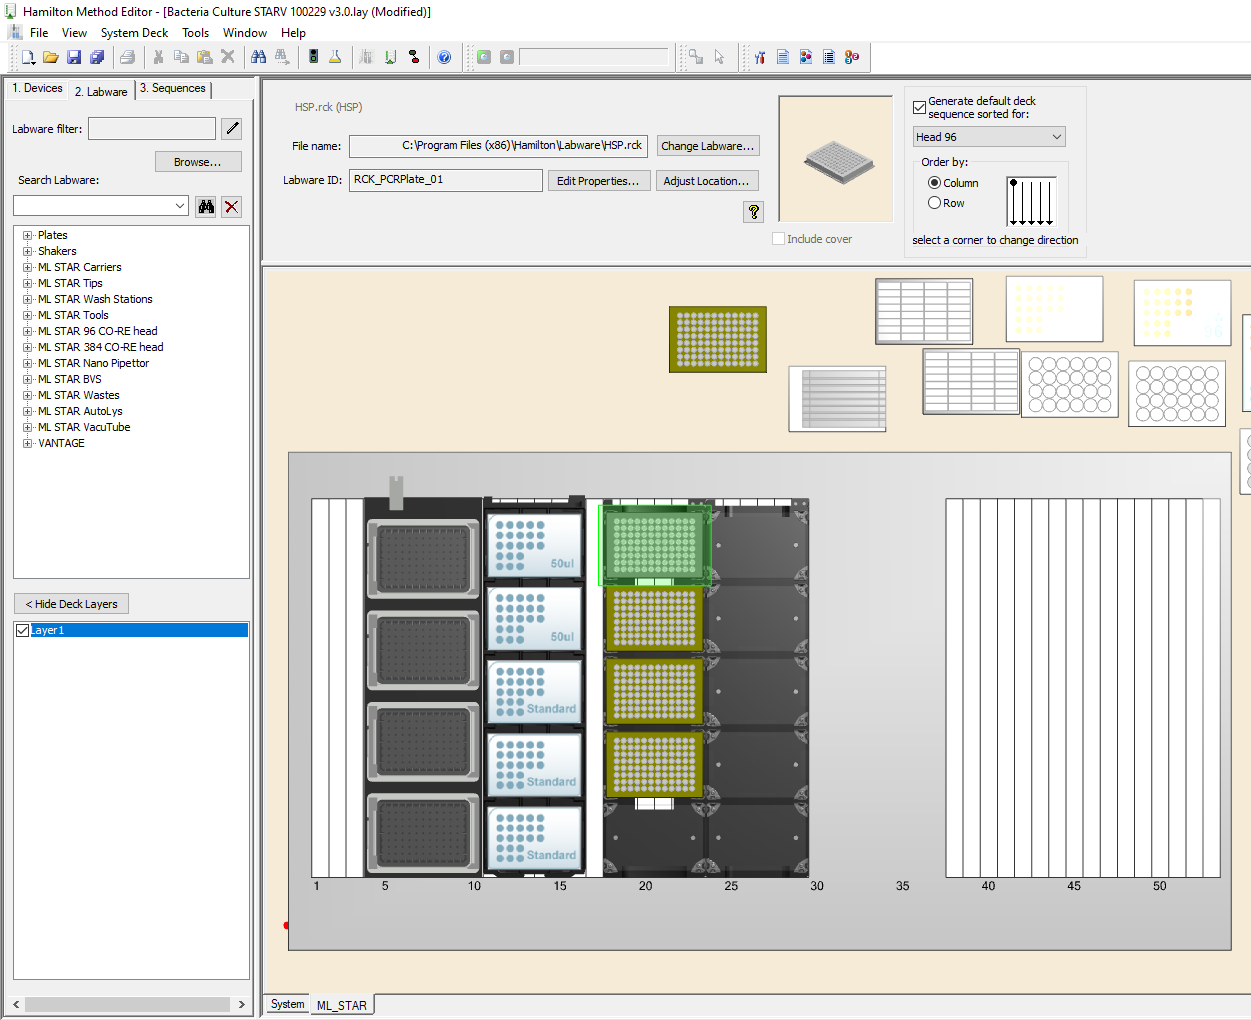 Hamilton Method Editor - [Bacteria Culture STARV 100229 v3.0.lay (Modified)]
File View System Deck Tools Window Help
1. Devices 2. Labware 3. Sequences
Labware filter:
Browse...
Search Labware:
Plates
Shakers
ML STAR Carriers
ML STAR Tips
ML STAR Wash Stations
ML STAR Tools
ML STAR 96 CO-RE head
ML STAR 384 CO-RE head
ML STAR Nano Pipettor
ML STAR BVS
ML STAR Wastes
ML STAR AutoLys
ML STAR VacuTube
VANTAGE
< Hide Deck Layers
Layer1
HSP.rck (HSP)
File name: C:\Program Files (x86)\Hamilton\Labware\HSP.rck Change Labware...
Labware ID: RCK_PCRPlate_01 Edit Properties... Adjust Location...
?
Include cover
Generate default deck
sequence sorted for:
Head 96
Order by:
Column
Row
select a corner to change direction
50ul
50ul
Standard
Standard
Standard
1 5 10 15 20 25 30 35 40 45 50
System ML_STAR